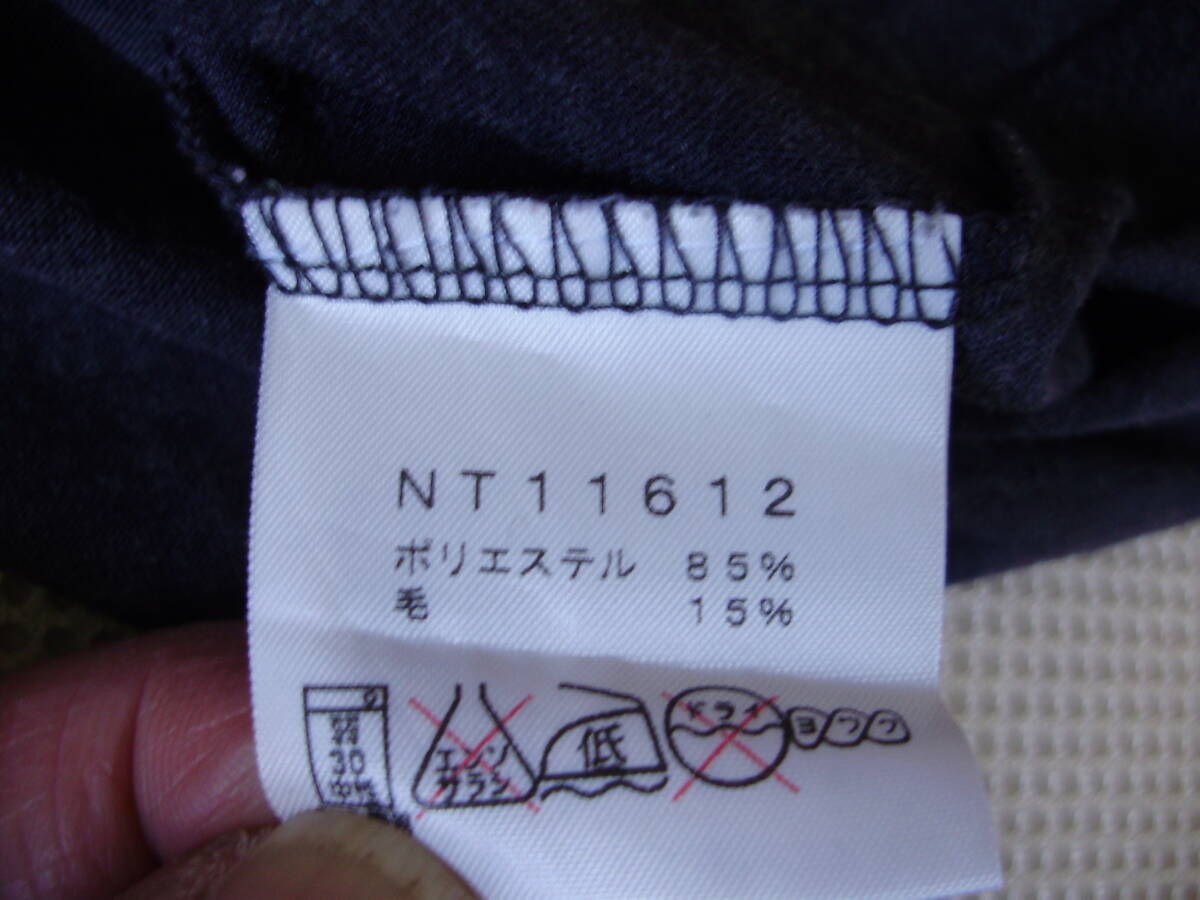 NT11612
ポリエステル 85%
毛 15%
30
エンソ
サラシ
低
ドライ
ヨワク